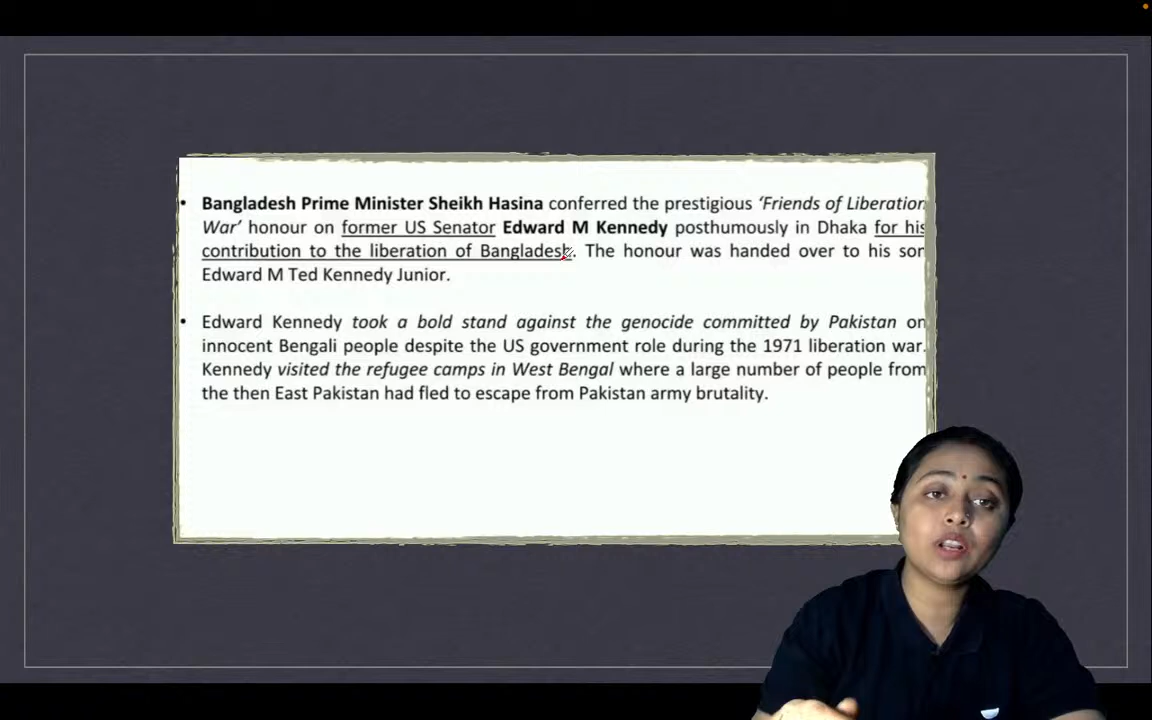 • Bangladesh Prime Minister Sheikh Hasina conferred the prestigious ‘Friends of Liberation
War’ honour on former US Senator Edward M Kennedy posthumously in Dhaka for his
contribution to the liberation of Bangladesh. The honour was handed over to his son
Edward M Ted Kennedy Junior.
• Edward Kennedy took a bold stand against the genocide committed by Pakistan on
innocent Bengali people despite the US government role during the 1971 liberation war.
Kennedy visited the refugee camps in West Bengal where a large number of people from
the then East Pakistan had fled to escape from Pakistan army brutality.